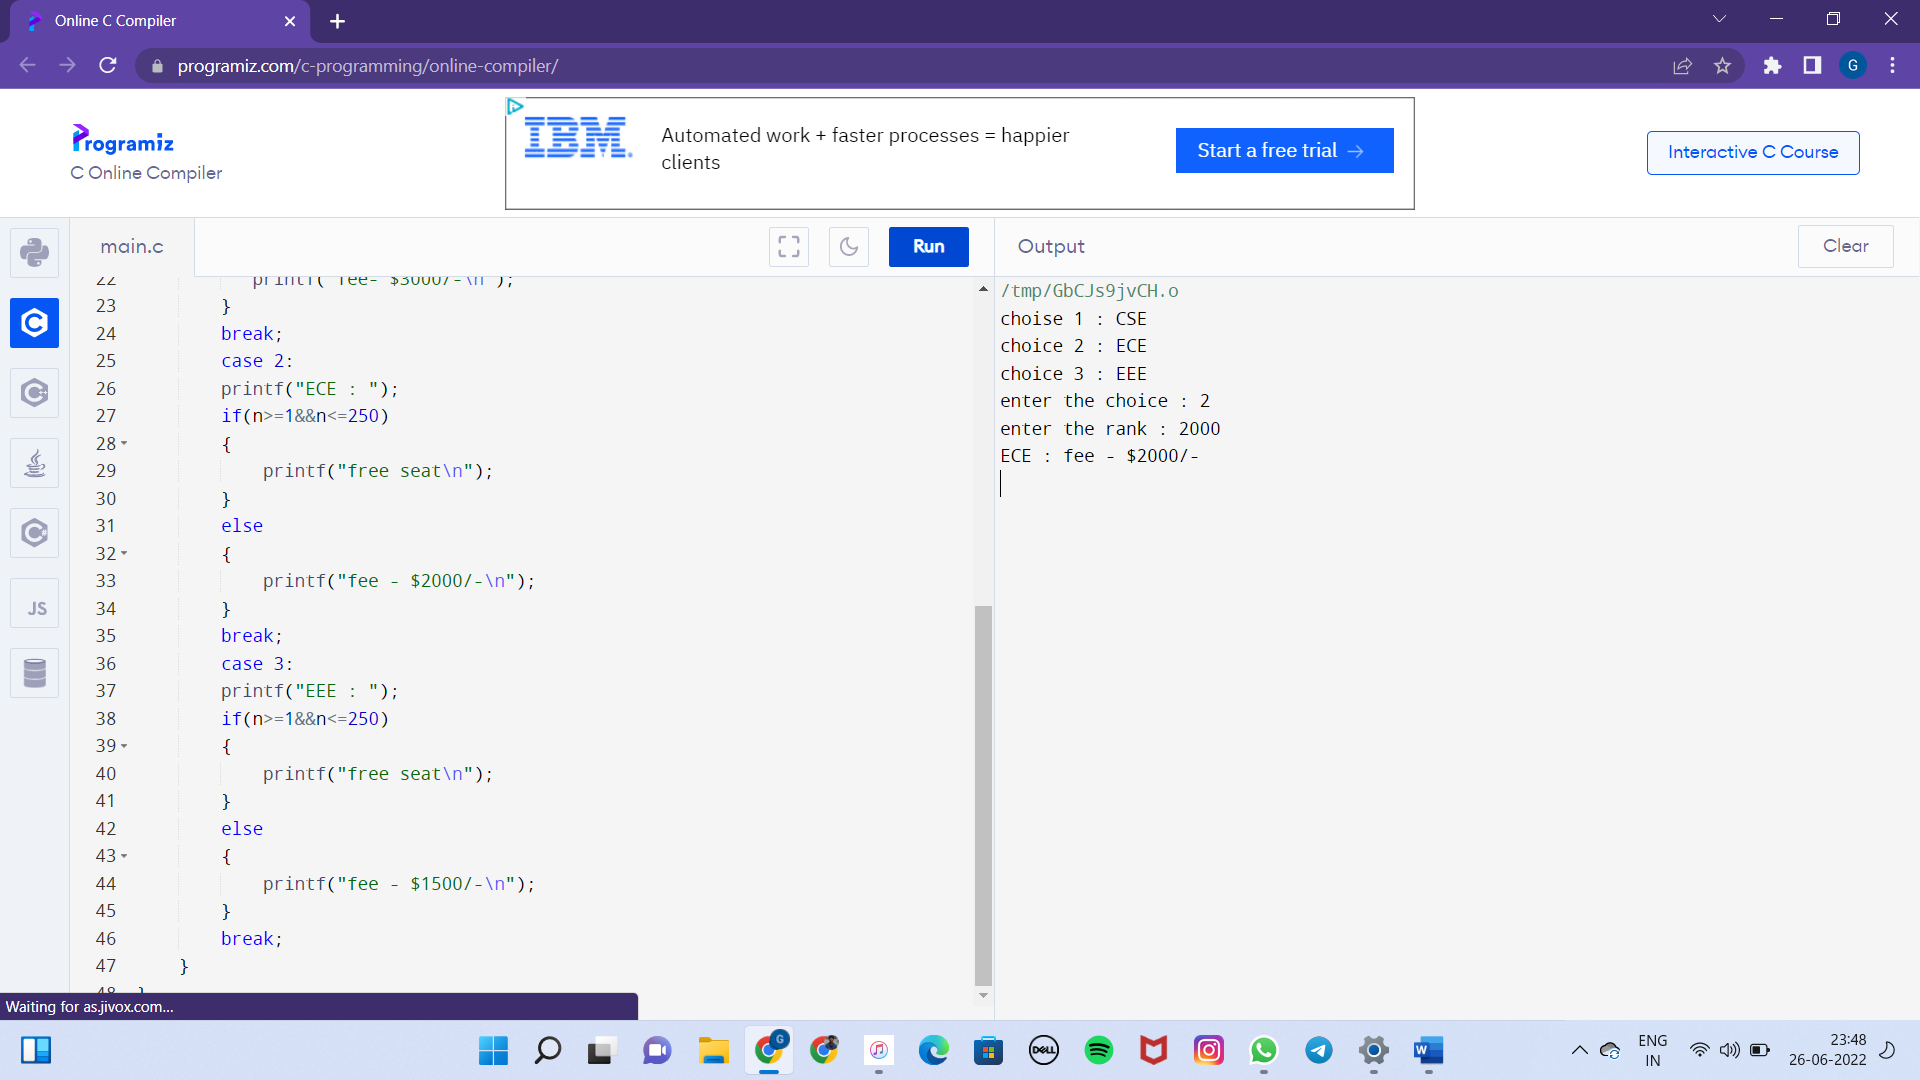 Online C Compiler
programiz.com/c-programming/online-compiler/
G
Programiz
C Online Compiler
IBM.
Automated work + faster processes = happier
clients
Start a free trial →
Interactive C Course
main.c
Run
Output
Clear
22 printf("fee- $3000/-\n");
23 }
24 break;
25 case 2:
26 printf("ECE : ");
27 if(n>=1&&n<=250)
28 {
29 printf("free seat\n");
30 }
31 else
32 {
33 printf("fee - $2000/-\n");
34 }
35 break;
36 case 3:
37 printf("EEE : ");
38 if(n>=1&&n<=250)
39 {
40 printf("free seat\n");
41 }
42 else
43 {
44 printf("fee - $1500/-\n");
45 }
46 break;
47 }
48 }
/tmp/GbCJs9jvCH.o
choise 1 : CSE
choice 2 : ECE
choice 3 : EEE
enter the choice : 2
enter the rank : 2000
ECE : fee - $2000/-
JS
Waiting for as.jivox.com...
G
DELL
W
ENG
IN
23:48
26-06-2022